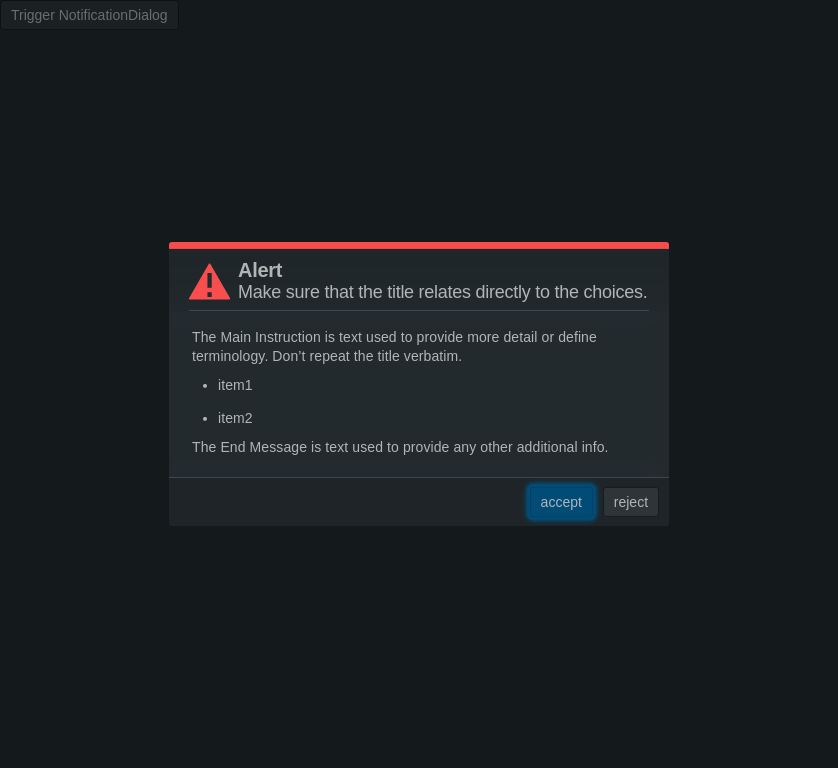 Trigger NotificationDialog
Alert
Make sure that the title relates directly to the choices.
The Main Instruction is text used to provide more detail or define
terminology. Don’t repeat the title verbatim.
• item1
• item2
The End Message is text used to provide any other additional info.
accept reject